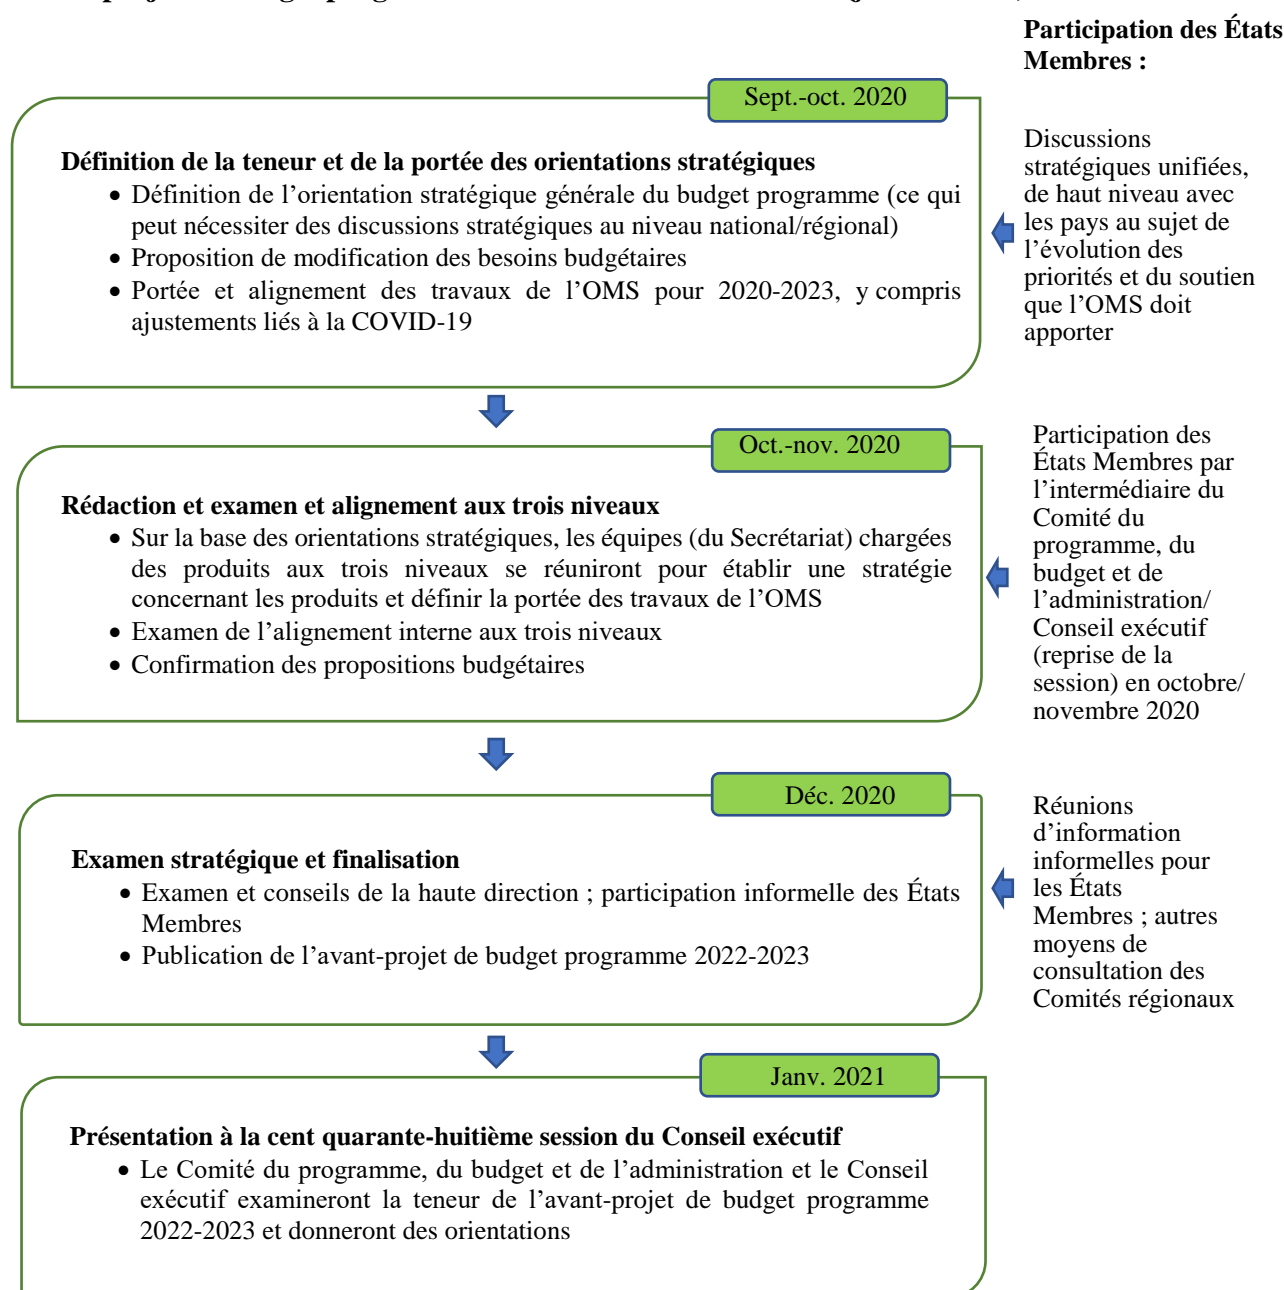 Participation des États
Membres :
Sept.-oct. 2020
Définition de la teneur et de la portée des orientations stratégiques
• Définition de l’orientation stratégique générale du budget programme (ce qui
peut nécessiter des discussions stratégiques au niveau national/régional)
• Proposition de modification des besoins budgétaires
• Portée et alignement des travaux de l’OMS pour 2020-2023, y compris
ajustements liés à la COVID-19
Discussions
stratégiques unifiées,
de haut niveau avec
les pays au sujet de
l’évolution des
priorités et du soutien
que l’OMS doit
apporter
Oct.-nov. 2020
Rédaction et examen et alignement aux trois niveaux
• Sur la base des orientations stratégiques, les équipes (du Secrétariat) chargées
des produits aux trois niveaux se réuniront pour établir une stratégie
concernant les produits et définir la portée des travaux de l’OMS
• Examen de l’alignement interne aux trois niveaux
• Confirmation des propositions budgétaires
Participation des
États Membres par
l’intermédiaire du
Comité du
programme, du
budget et de
l’administration/
Conseil exécutif
(reprise de la
session) en octobre/
novembre 2020
Déc. 2020
Examen stratégique et finalisation
• Examen et conseils de la haute direction ; participation informelle des États
Membres
• Publication de l’avant-projet de budget programme 2022-2023
Réunions
d’information
informelles pour
les États
Membres ; autres
moyens de
consultation des
Comités régionaux
Janv. 2021
Présentation à la cent quarante-huitième session du Conseil exécutif
• Le Comité du programme, du budget et de l’administration et le Conseil
exécutif examineront la teneur de l’avant-projet de budget programme
2022-2023 et donneront des orientations